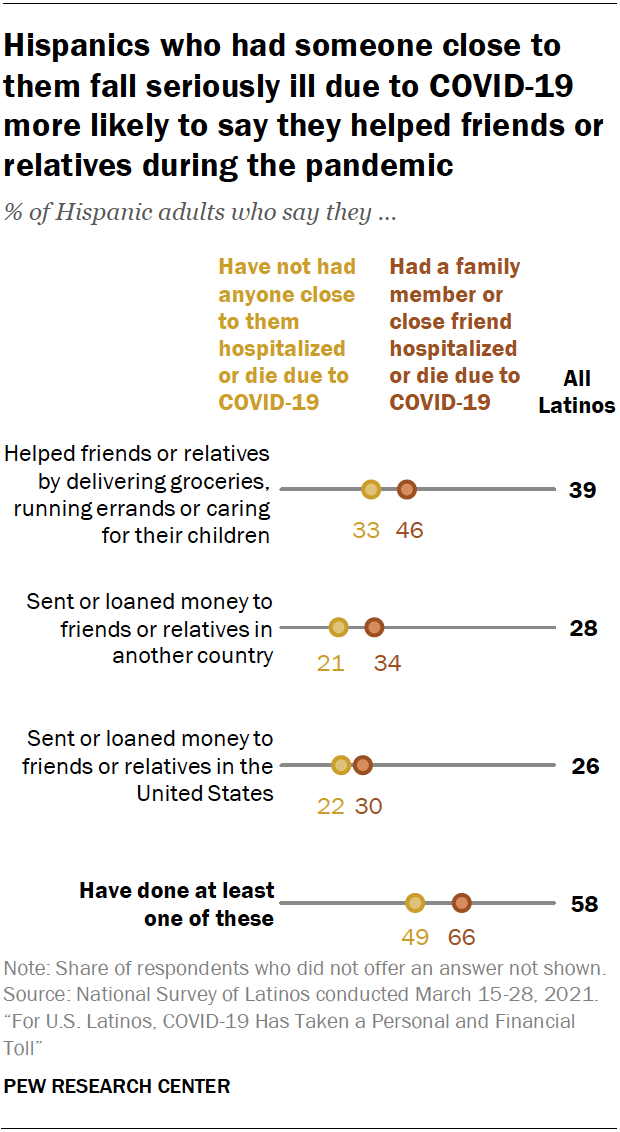 Hispanics who had someone close to
them fall seriously ill due to COVID-19
more likely to say they helped friends or
relatives during the pandemic
% of Hispanic adults who say they ...
Have not had
anyone close
to them
hospitalized
or die due to
COVID-19
Had a family
member or
close friend
hospitalized
or die due to
COVID-19
All
Latinos
Helped friends or relatives
by delivering groceries,
running errands or caring
for their children
33 46
39
Sent or loaned money to
friends or relatives in
another country
21 34
28
Sent or loaned money to
friends or relatives in the
United States
22 30
26
Have done at least
one of these
49 66
58
Note: Share of respondents who did not offer an answer not shown.
Source: National Survey of Latinos conducted March 15-28, 2021.
“For U.S. Latinos, COVID-19 Has Taken a Personal and Financial
Toll”
PEW RESEARCH CENTER